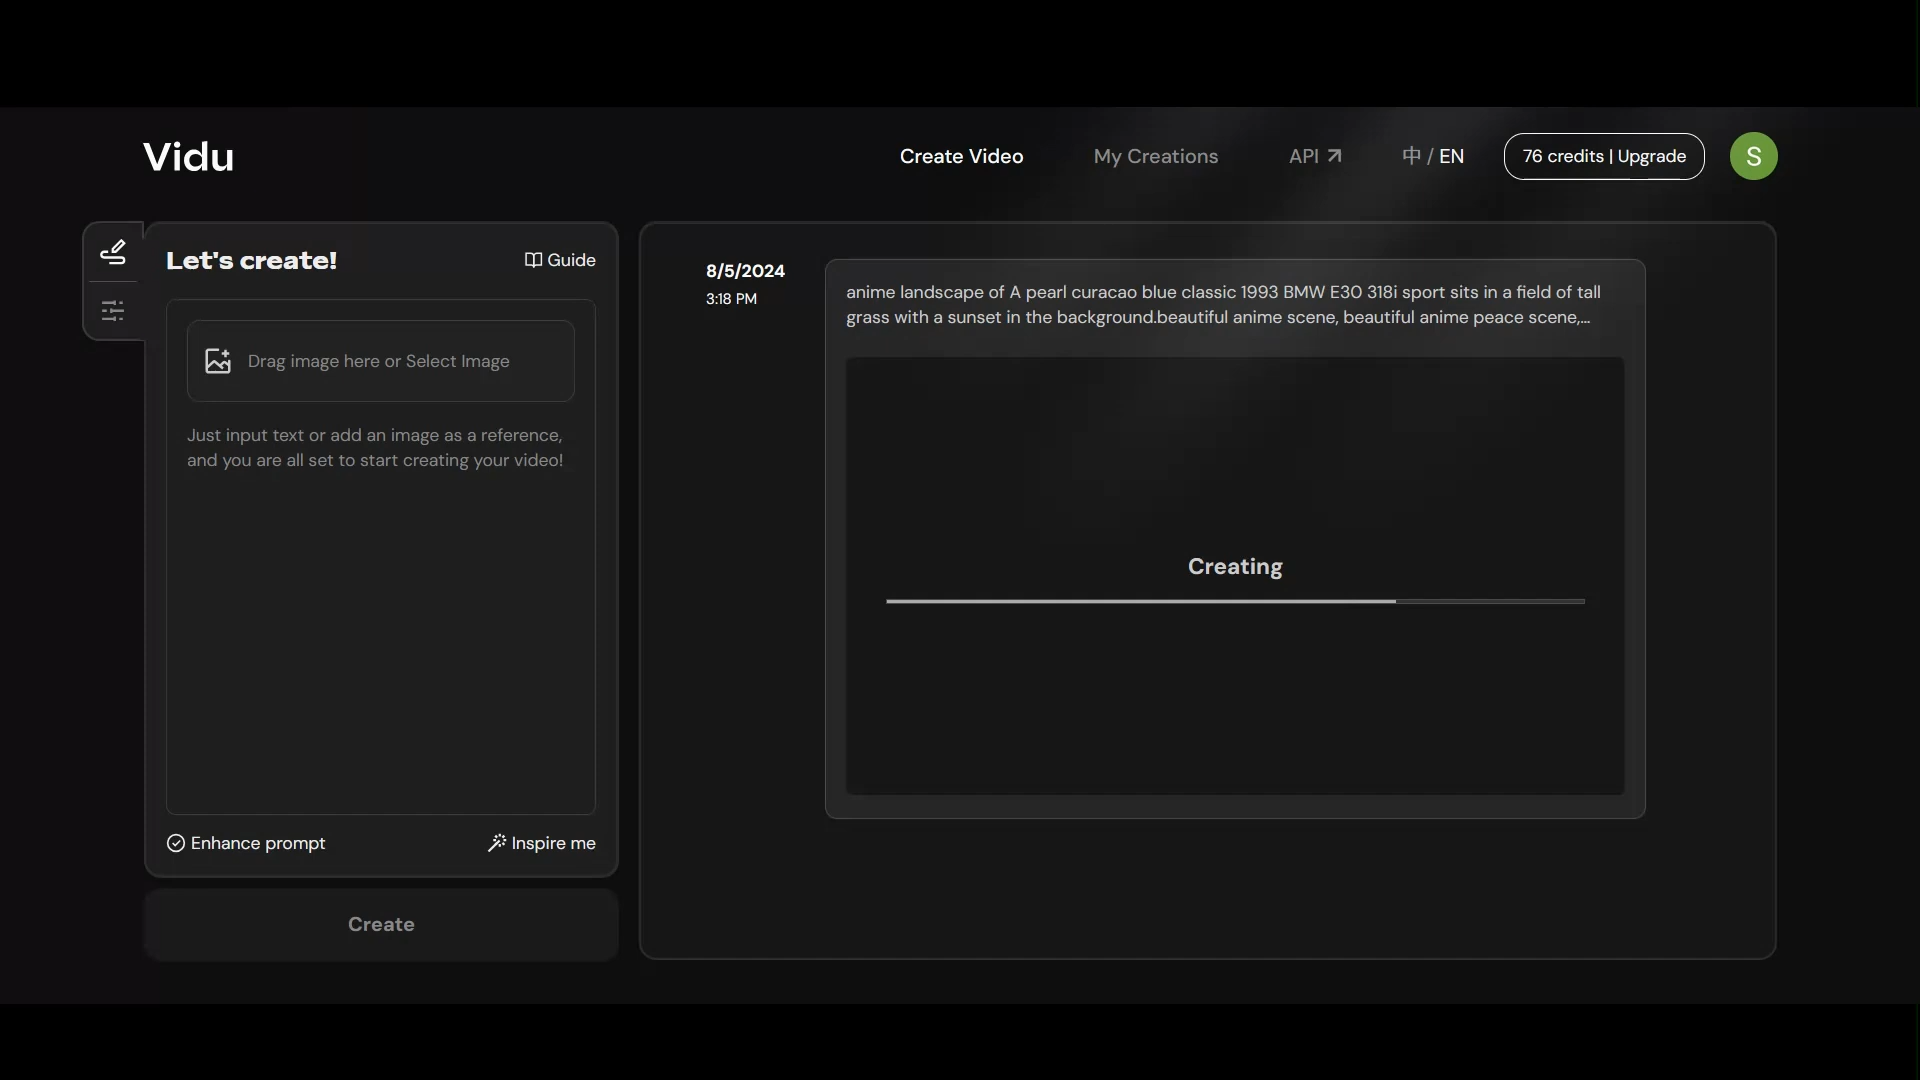 Vidu
Create Video
My Creations
API
中 / EN
76 credits | Upgrade
S
Let's create!
Guide
Drag image here or Select Image
Just input text or add an image as a reference,
and you are all set to start creating your video!
Enhance prompt
Inspire me
Create
8/5/2024
3:18 PM
anime landscape of A pearl curacao blue classic 1993 BMW E30 318i sport sits in a field of tall
grass with a sunset in the background.beautiful anime scene, beautiful anime peace scene,...
Creating